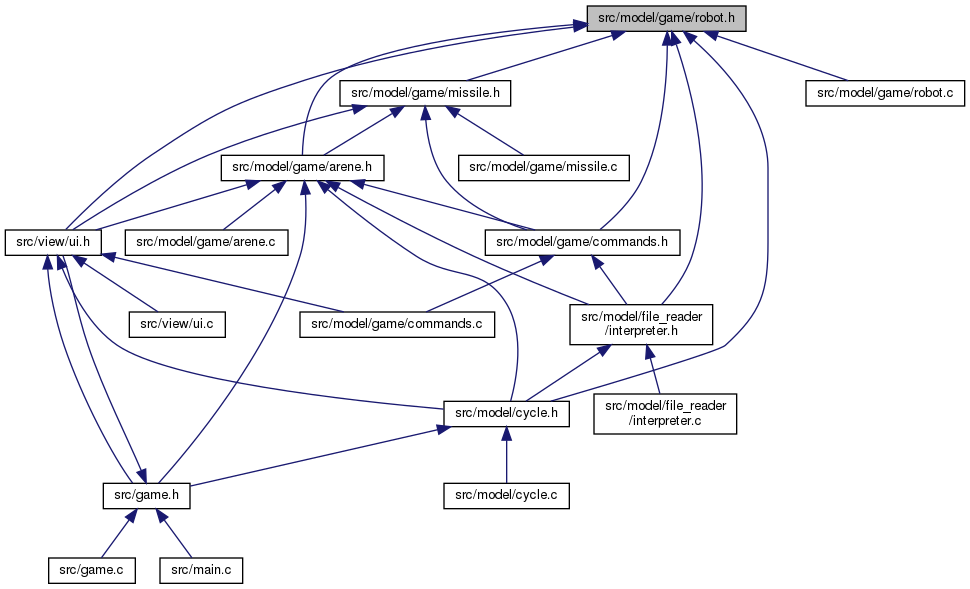 src/model/game/robot.h
src/model/game/missile.h
src/model/game/robot.c
src/model/game/arene.h
src/model/game/missile.c
src/view/ui.h
src/model/game/arene.c
src/model/game/commands.h
src/view/ui.c
src/model/game/commands.c
src/model/file_reader
/interpreter.h
src/model/cycle.h
src/model/file_reader
/interpreter.c
src/game.h
src/model/cycle.c
src/game.c
src/main.c